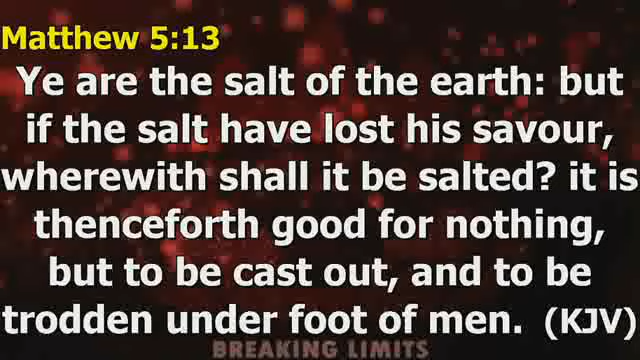 Matthew 5:13
Ye are the salt of the earth: but
if the salt have lost his savour,
wherewith shall it be salted? it is
thenceforth good for nothing,
but to be cast out, and to be
trodden under foot of men. (KJV)
BREAKING LIMITS